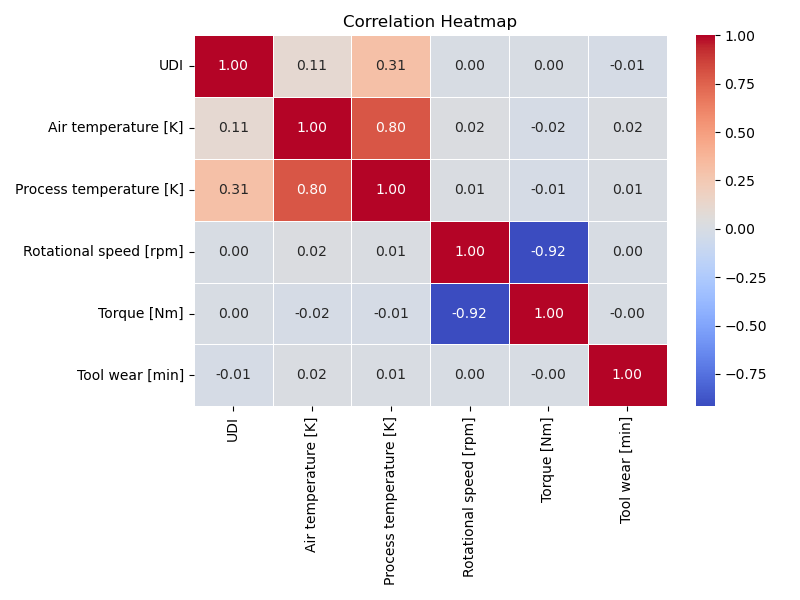 Correlation Heatmap
UDI 1.00 0.11 0.31 0.00 0.00 -0.01
Air temperature [K] 0.11 1.00 0.80 0.02 -0.02 0.02
Process temperature [K] 0.31 0.80 1.00 0.01 -0.01 0.01
Rotational speed [rpm] 0.00 0.02 0.01 1.00 -0.92 0.00
Torque [Nm] 0.00 -0.02 -0.01 -0.92 1.00 -0.00
Tool wear [min] -0.01 0.02 0.01 0.00 -0.00 1.00
UDI
Air temperature [K]
Process temperature [K]
Rotational speed [rpm]
Torque [Nm]
Tool wear [min]
1.00
0.75
0.50
0.25
0.00
−0.25
−0.50
−0.75